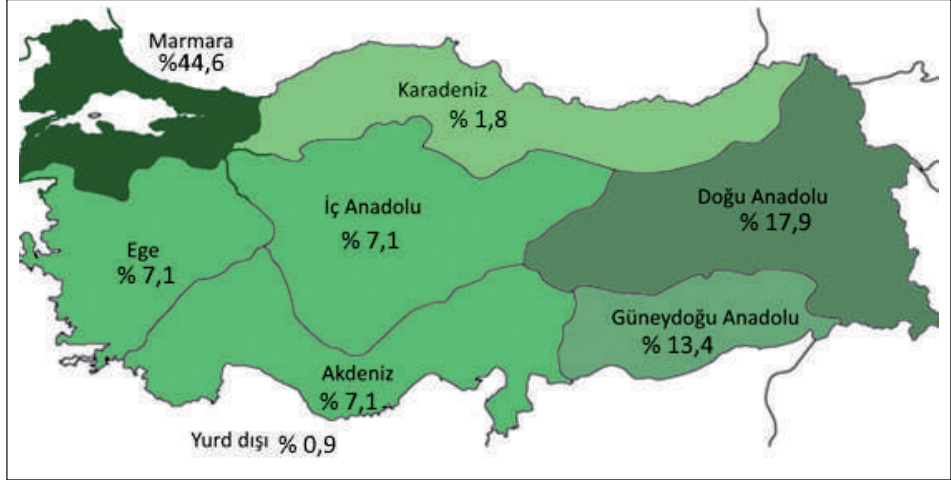 Marmara
%44,6
Karadeniz
% 1,8
Doğu Anadolu
% 17,9
İç Anadolu
% 7,1
Ege
% 7,1
Güneydoğu Anadolu
% 13,4
Akdeniz
% 7,1
Yurd dışı % 0,9